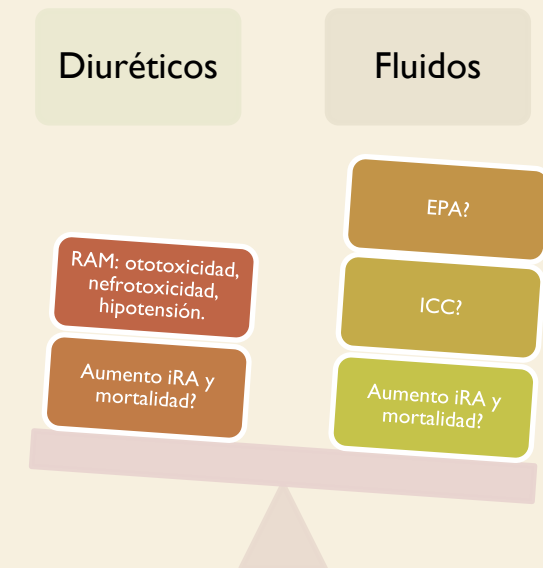 Diuréticos
Fluidos
RAM: ototoxicidad,
nefrotoxicidad,
hipotensión.
Aumento iRA y
mortalidad?
EPA?
ICC?
Aumento iRA y
mortalidad?